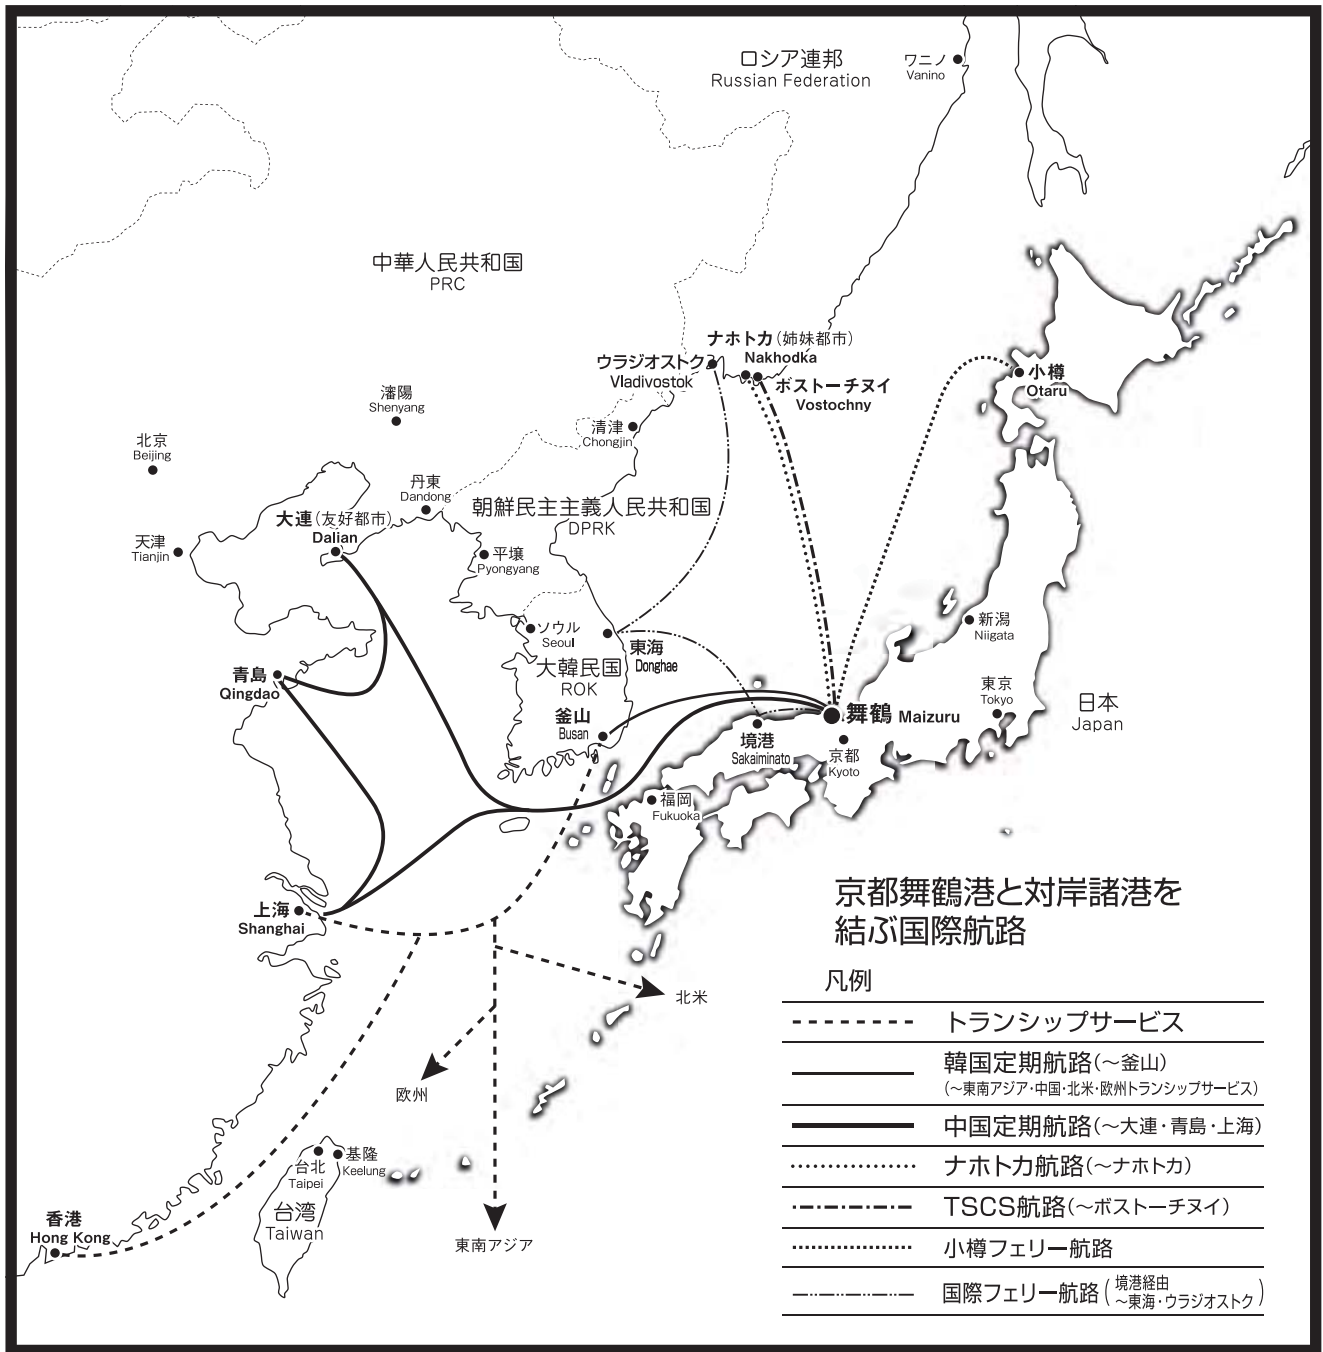 ロシア連邦
Russian Federation
ワニノ
Vanino
中華人民共和国
PRC
ナホトカ(姉妹都市)
Nakhodka
ウラジオストク
Vladivostok
ボストーチヌイ
Vostochny
小樽
Otaru
瀋陽
Shenyang
清津
Chongjin
北京
Beijing
丹東
Dandong
朝鮮民主主義人民共和国
DPRK
大連(友好都市)
Dalian
天津
Tianjin
平壌
Pyongyang
ソウル
Seoul
東海
Donghae
新潟
Niigata
大韓民国
ROK
青島
Qingdao
東京
Tokyo
日本
Japan
釜山
Busan
舞鶴 Maizuru
境港
Sakaiminato
京都
Kyoto
福岡
Fukuoka
京都舞鶴港と対岸諸港を
結ぶ国際航路
上海
Shanghai
北米
欧州
東南アジア
台北
Taipei
基隆
Keelung
台湾
Taiwan
香港
Hong Kong
凡例
トランシップサービス
韓国定期航路(~釜山)
(~東南アジア・中国・北米・欧州トランシップサービス)
中国定期航路(~大連・青島・上海)
ナホトカ航路(~ナホトカ)
TSCS航路(~ボストーチヌイ)
小樽フェリー航路
国際フェリー航路(境港経由
~東海・ウラジオストク)